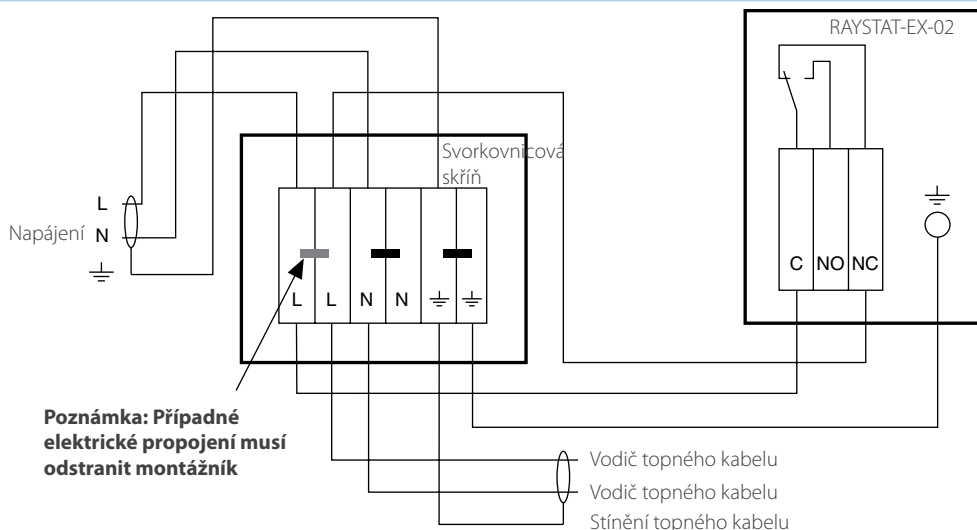 RAYSTAT-EX-02
Svorkovnicová
skříň
L
Napájení N
C NO NC
L L N N
Poznámka: Případné
elektrické propojení musí
odstranit montážník
Vodič topného kabelu
Vodič topného kabelu
Stínění topného kabelu